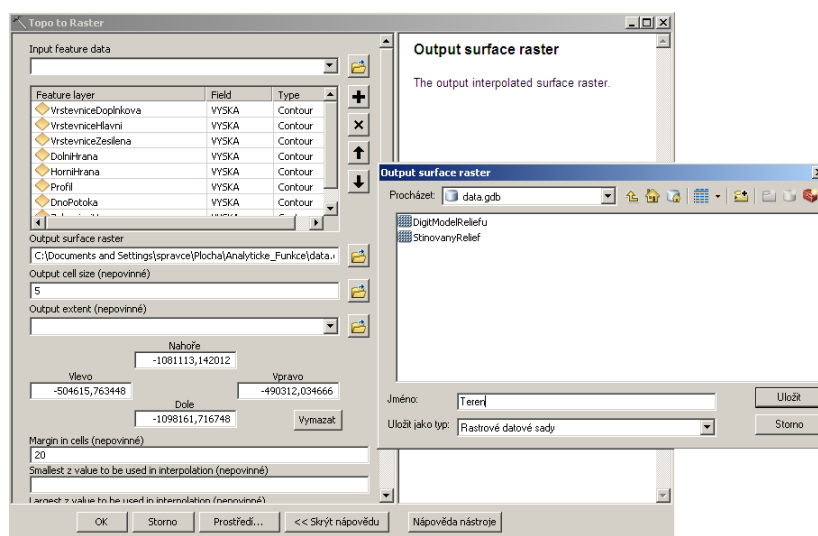 Topo to Raster
Input feature data
Feature layer Field Type
VrstevniceDoplnkova VYSKA Contour
VrstevniceHlavni VYSKA Contour
VrstevniceZesilena VYSKA Contour
DolniHrana VYSKA Contour
HorniHrana VYSKA Contour
Profil VYSKA Contour
DnoPotoka VYSKA Contour
Output surface raster
C:\Documents and Settings\spravce\Plocha\Analyticke_Funkce\data.
Output cell size (nepovinné)
5
Output extent (nepovinné)
Nahoře
-1081113,142012
Vlevo Vpravo
-504615,763448 -490312,034666
Dole
-1098161,716748 Vymazat
Margin in cells (nepovinné)
20
Smallest z value to be used in interpolation (nepovinné)
Largest z value to be used in interpolation (nepovinné)
OK Storno Prostředí... << Skrýt nápovědu Nápověda nástroje
Output surface raster
The output interpolated surface raster.
Output surface raster
Procházet: data.gdb
DigitModelReliefu
StinovanyRelief
Jméno: Teren Uložit
Uložit jako typ: Rastrové datové sady Storno